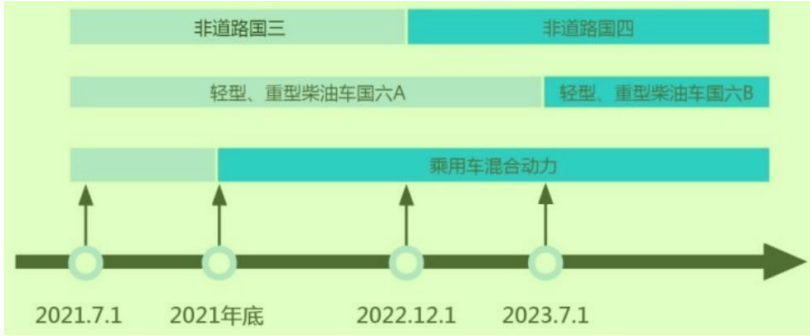 非道路国三
非道路国四
轻型、重型柴油车国六A
轻型、重型柴油车国六B
乘用车混合动力
2021.7.1
2021年底
2022.12.1
2023.7.1